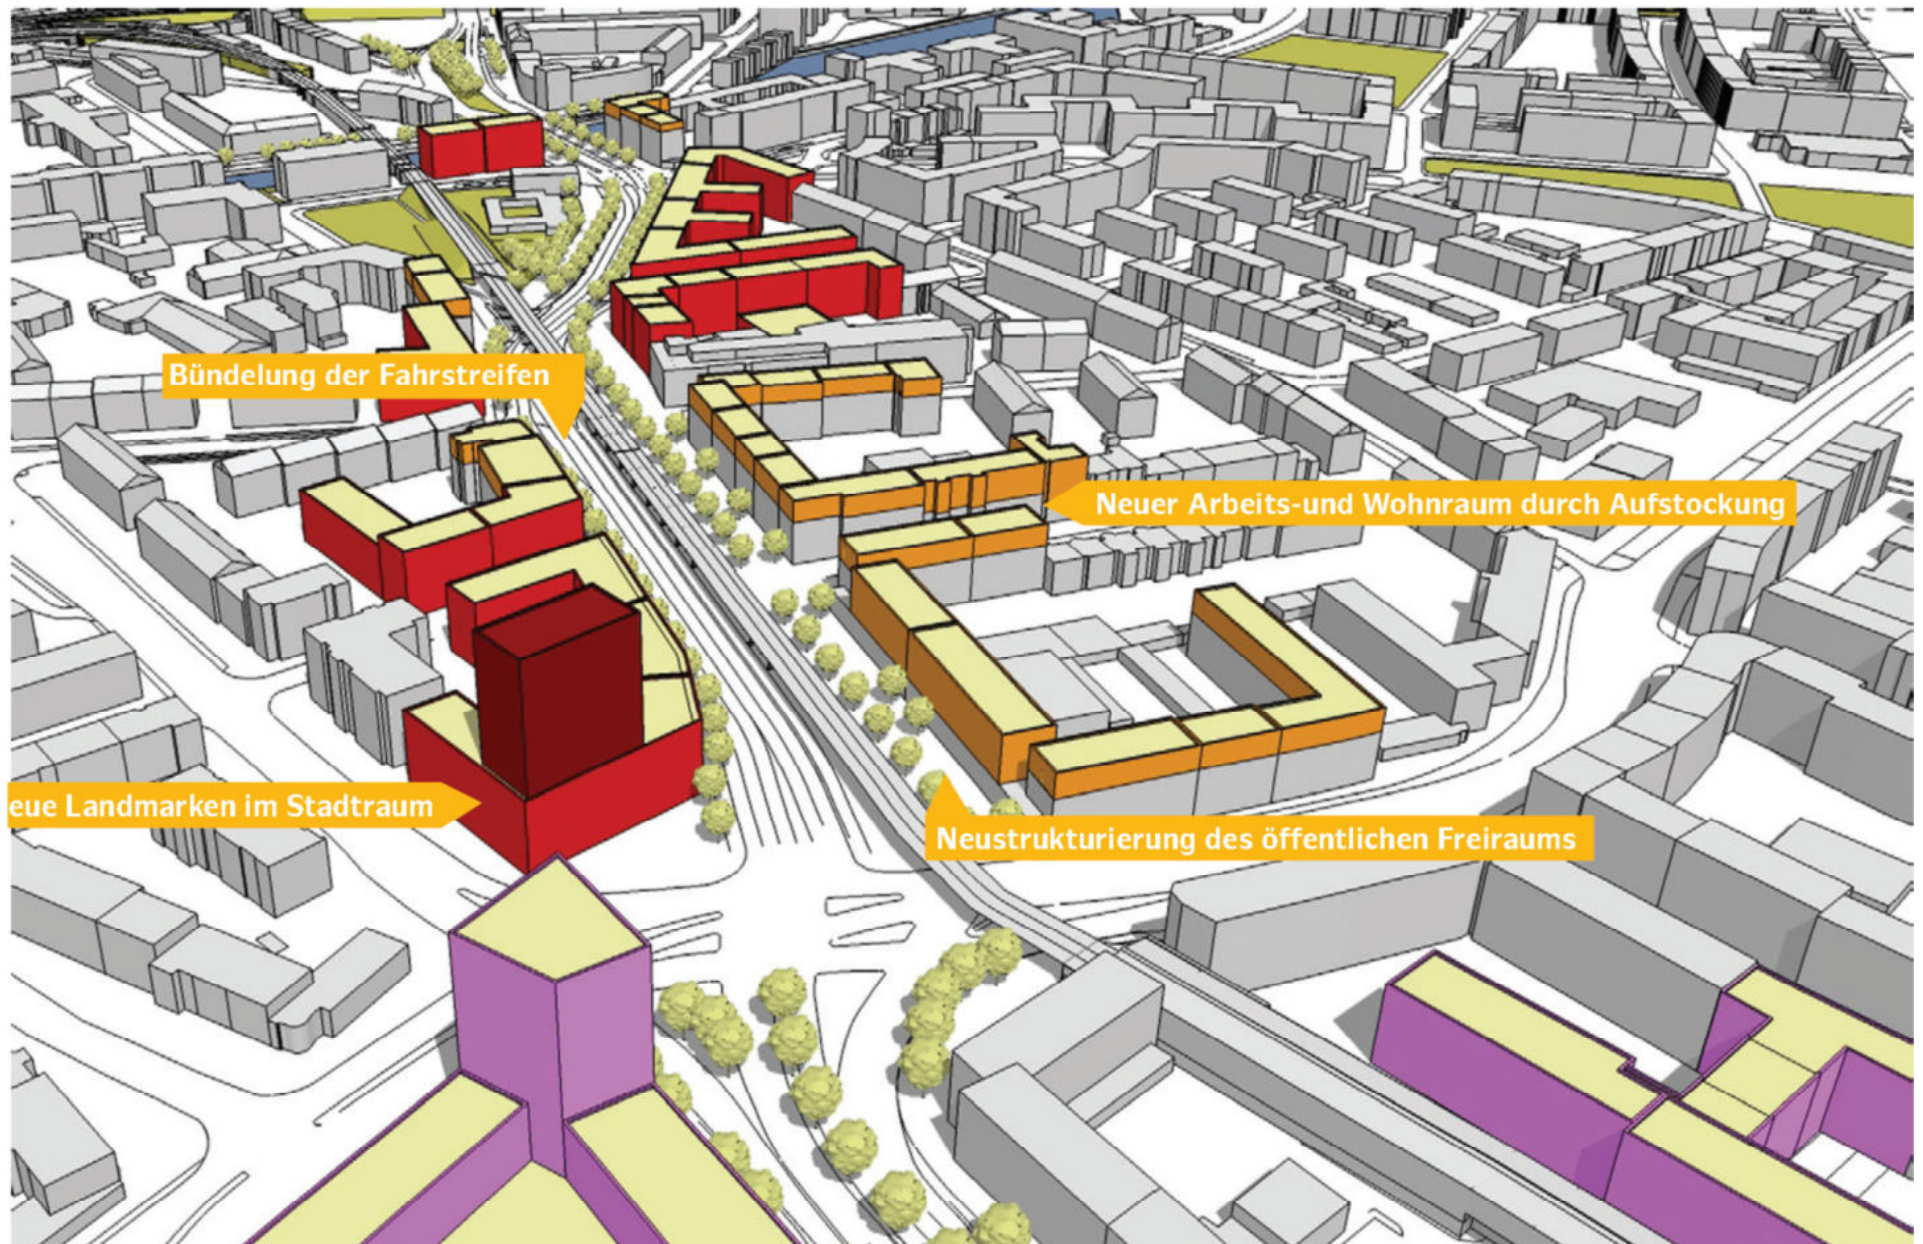 Bündelung der Fahrstreifen
Neuer Arbeits-und Wohnraum durch Aufstockung
eue Landmarken im Stadtraum
Neustrukturierung des öffentlichen Freiraums